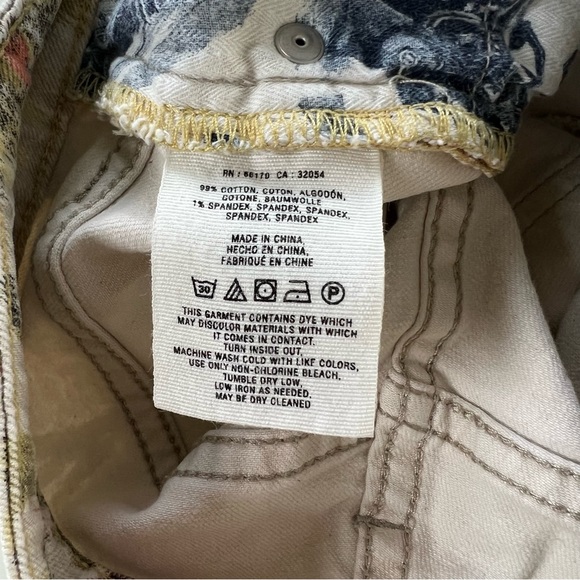 RN : 66170 CA : 32054
99% COTTON, COTON, ALGODÓN,
COTONE, BAUMWOLLE
1% SPANDEX, SPANDEX, SPANDEX,
SPANDEX, SPANDEX
MADE IN CHINA,
HECHO EN CHINA,
FABRIQUÉ EN CHINE
30 P
THIS GARMENT CONTAINS DYE WHICH
MAY DISCOLOR MATERIALS WITH WHICH
IT COMES IN CONTACT.
TURN INSIDE OUT.
MACHINE WASH COLD WITH LIKE COLORS,
USE ONLY NON-CHLORINE BLEACH.
TUMBLE DRY LOW,
LOW IRON AS NEEDED.
MAY BE DRY CLEANED